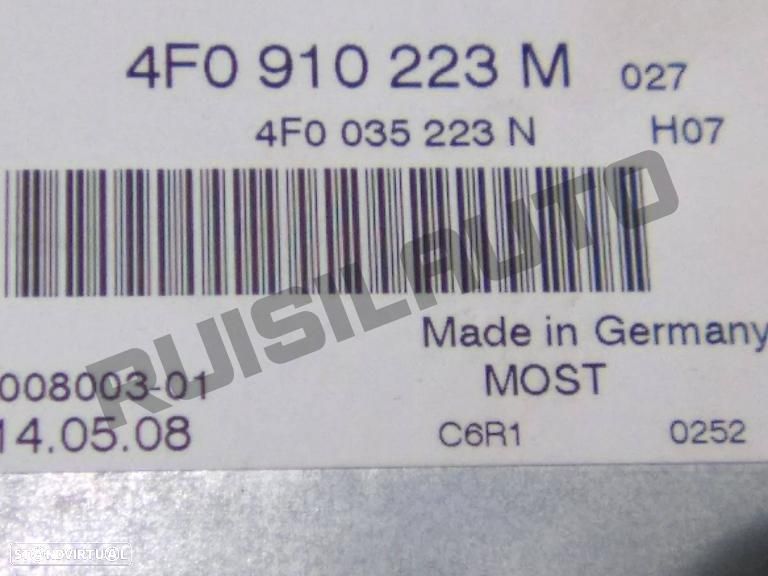 4F0 910 223 M 027
4F0 035 223 N H07
RUISILAUTO
Made in Germany
008003-01 MOST
14.05.08 C6R1 0252
STANDVIRTUAL